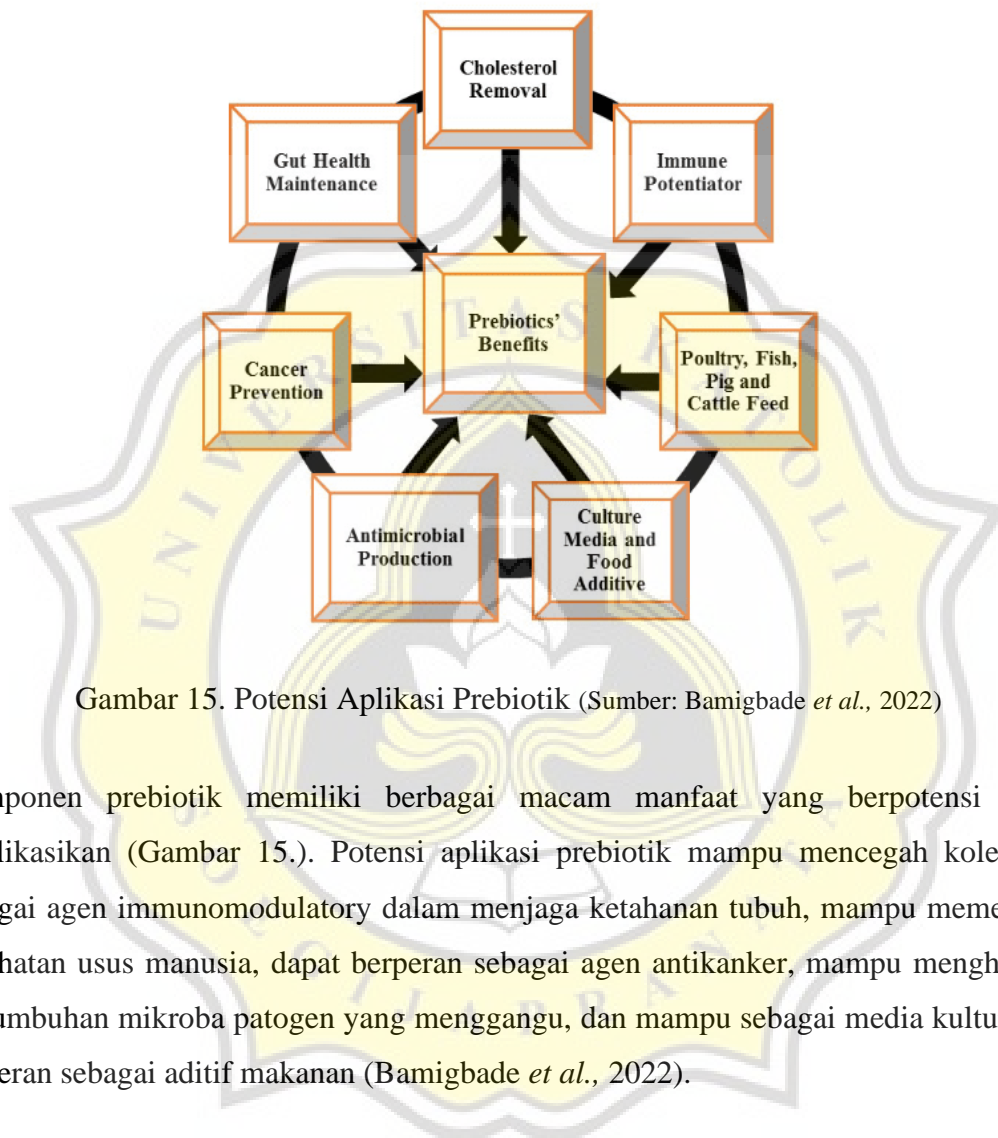 Cholesterol
Removal
Gut Health
Maintenance
Immune
Potentiator
Prebiotics’
Benefits
Cancer
Prevention
Poultry, Fish,
Pig and
Cattle Feed
Antimicrobial
Production
Culture
Media and
Food
Additive
UNIVERSITAS KATOLIK
SOEGIJAPRANATA
Gambar 15. Potensi Aplikasi Prebiotik (Sumber: Bamigbade et al., 2022)
mponen prebiotik memiliki berbagai macam manfaat yang berpotensi
likasikan (Gambar 15.). Potensi aplikasi prebiotik mampu mencegah kole
gai agen immunomodulatory dalam menjaga ketahanan tubuh, mampu meme
hatan usus manusia, dapat berperan sebagai agen antikanker, mampu mengh
umbuhan mikroba patogen yang menggangu, dan mampu sebagai media kultu
eran sebagai aditif makanan (Bamigbade et al., 2022).